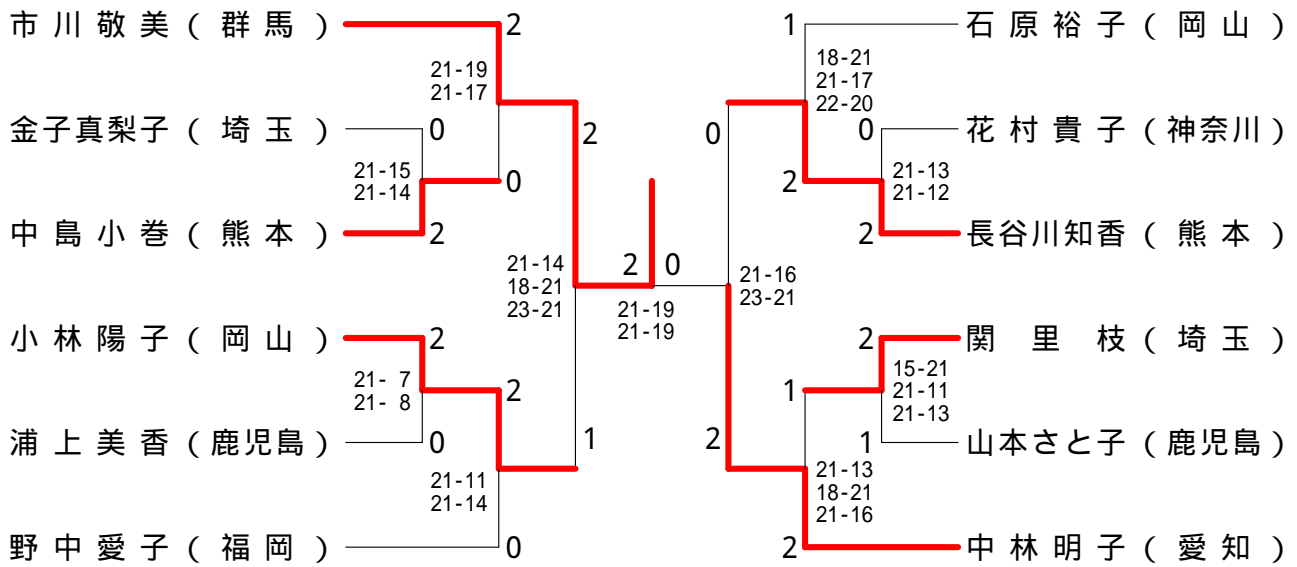 市川敬美(群馬) 2 1 石原裕子(岡山)
21-19 18-21
21-17 21-17
22-20
金子真梨子(埼玉) 0 2 0 0 花村貴子(神奈川)
21-15 21-13
21-14 0 2 21-12
中島小巻(熊本) 2 2 長谷川知香(熊本)
21-14 2 0 21-16
18-21 23-21
23-21 21-19
21-19
小林陽子(岡山) 2 2 関里枝(埼玉)
21- 7 15-21
21- 8 2 1 21-11
21-13
浦上美香(鹿児島) 0 1 2 1 山本さと子(鹿児島)
21-11 21-13
21-14 18-21
21-16
野中愛子(福岡) 0 2 中林明子(愛知)